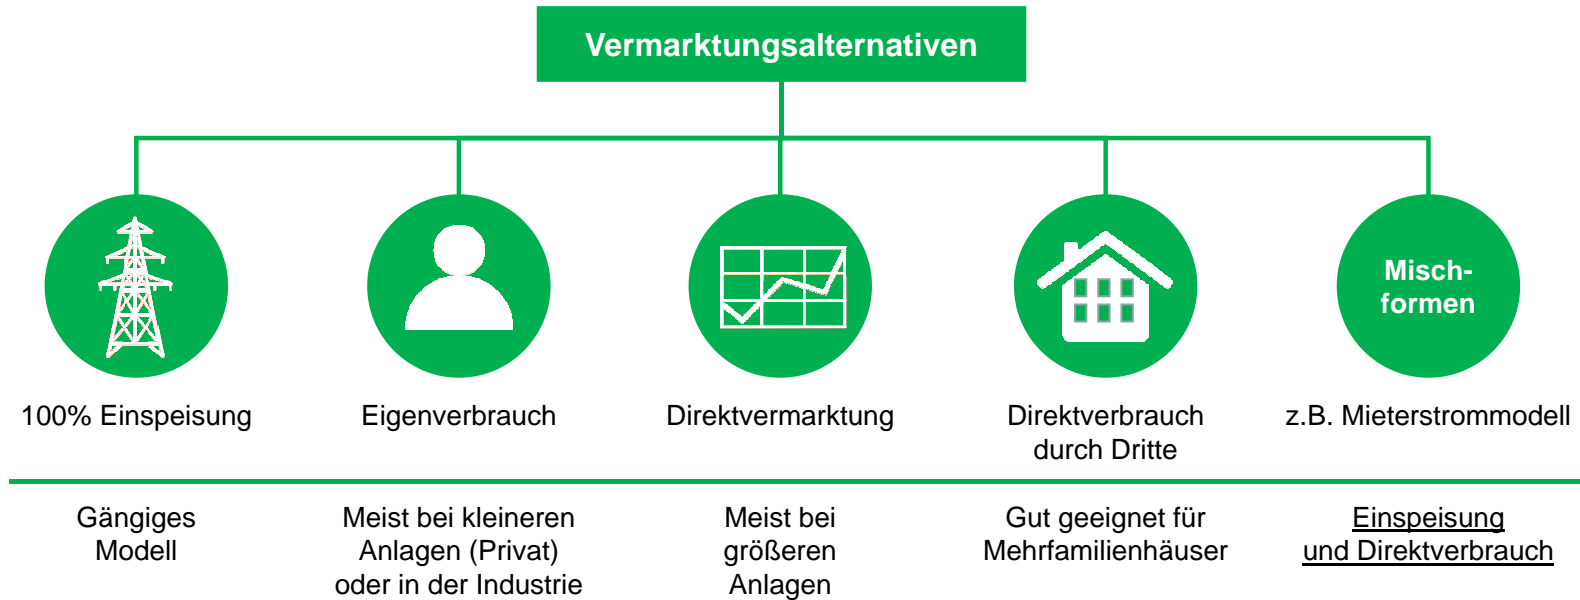 Vermarktungsalternativen
Misch-
formen
100% Einspeisung
Eigenverbrauch
Direktvermarktung
Direktverbrauch
durch Dritte
z.B. Mieterstrommodell
Gängiges
Modell
Meist bei kleineren
Anlagen (Privat)
oder in der Industrie
Meist bei
größeren
Anlagen
Gut geeignet für
Mehrfamilienhäuser
Einspeisung
und Direktverbrauch